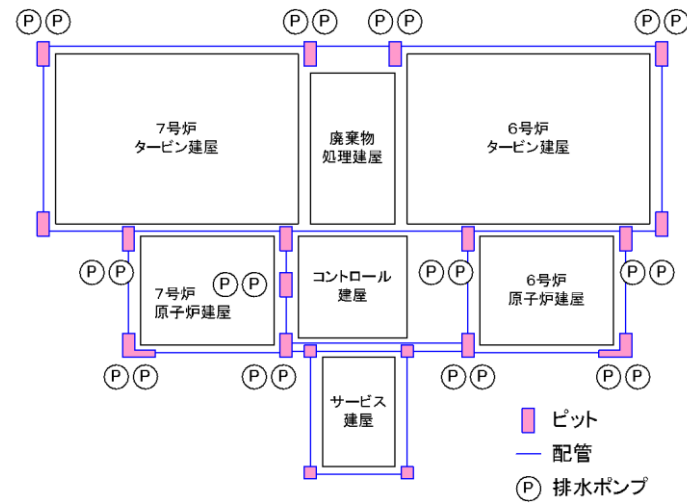 P P P P P P P P
7号炉
タービン建屋
廃棄物
処理建屋
6号炉
タービン建屋
P P P P P P P P
7号炉
原子炉建屋
コントロール
建屋
6号炉
原子炉建屋
P P P P P P P P
サービス
建屋
ピット
配管
P 排水ポンプ